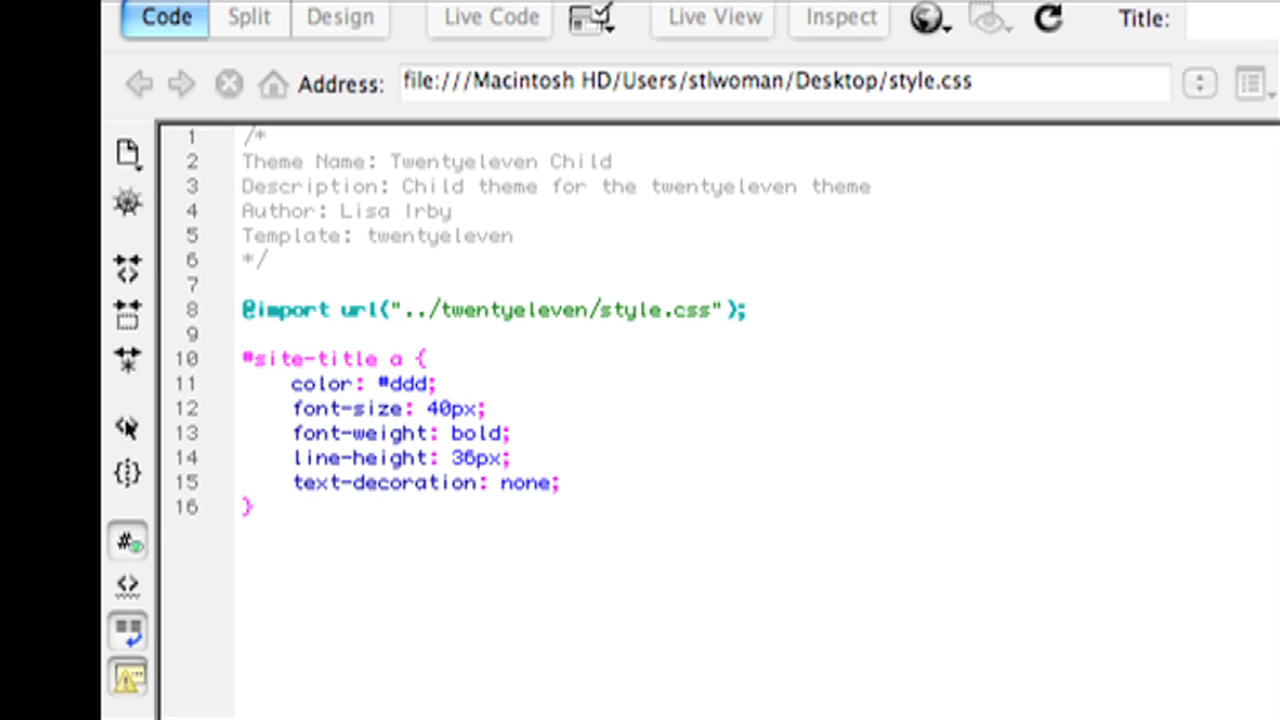 Code Split Design Live Code Live View Inspect Title:
Address: file:///Macintosh HD/Users/stlwoman/Desktop/style.css
1 /*
2 Theme Name: Twentyeleven Child
3 Description: Child theme for the twentyeleven theme
4 Author: Lisa Irby
5 Template: twentyeleven
6 */
7
8 @import url("../twentyeleven/style.css");
9
10 #site-title a {
11 color: #ddd;
12 font-size: 40px;
13 font-weight: bold;
14 line-height: 36px;
15 text-decoration: none;
16 }